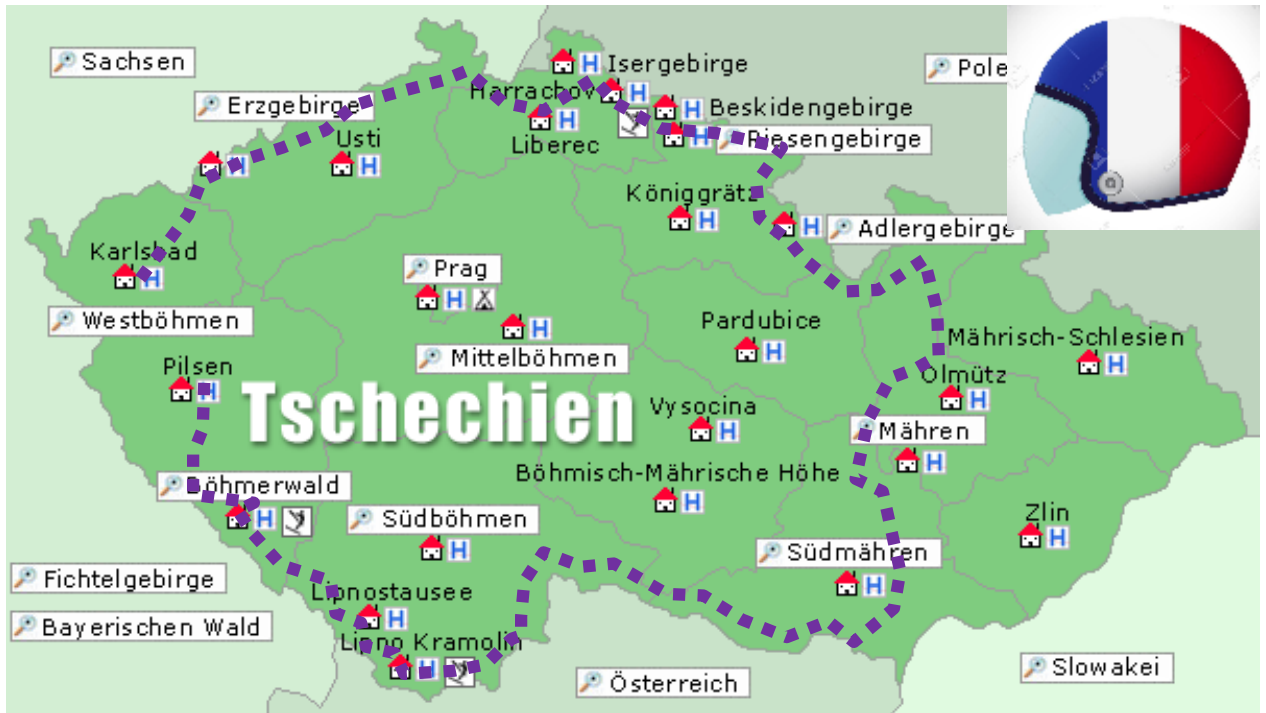 Sachsen
Isergebirge
Pole
Harrachov
Erzgebirge
Beskidengebirge
Usti
Liberec
Riesengebirge
Königgrätz
Adlergebirge
Karlsbad
Prag
Westböhmen
Pardubice
Mährisch-Schlesien
Mittelböhmen
Pilsen
Olmütz
Tschechien
Vysocina
Mähren
Böhmisch-Mährische Höhe
Böhmerwald
Südböhmen
Zlin
Südmähren
Fichtelgebirge
Lipnostausee
Bayerischen Wald
Lipno Kramolin
Slowakei
Österreich